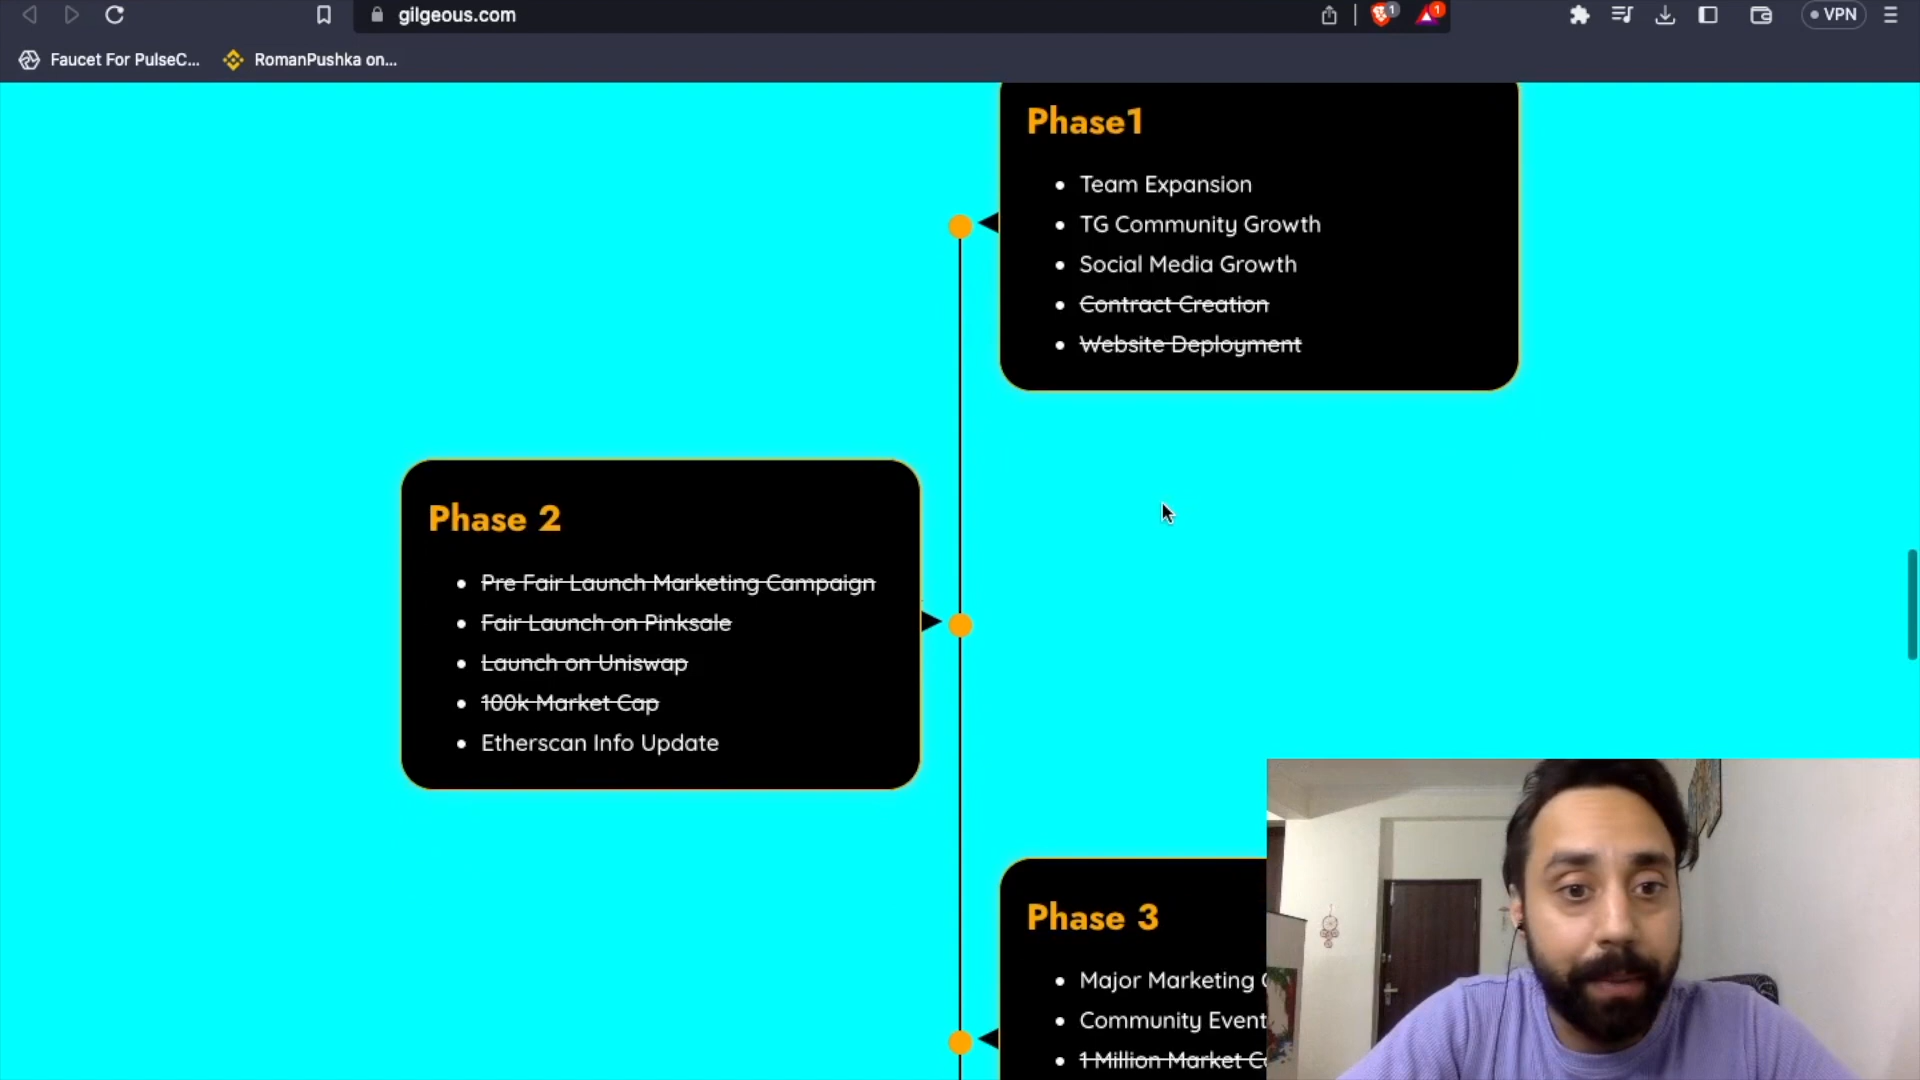 gilgeous.com
1
1
VPN
Faucet For PulseC...
RomanPushka on...
Phase1
Team Expansion
TG Community Growth
Social Media Growth
Contract Creation
Website Deployment
Phase 2
Pre Fair Launch Marketing Campaign
Fair Launch on Pinksale
Launch on Uniswap
100k Market Cap
Etherscan Info Update
Phase 3
Major Marketing
Community Event
1 Million Market